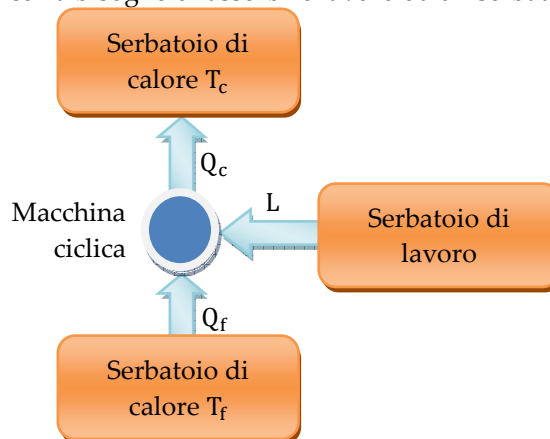 Serbatoio di
calore T_c
Q_c
L
Macchina
ciclica
Serbatoio di
lavoro
Q_f
Serbatoio di
calore T_f